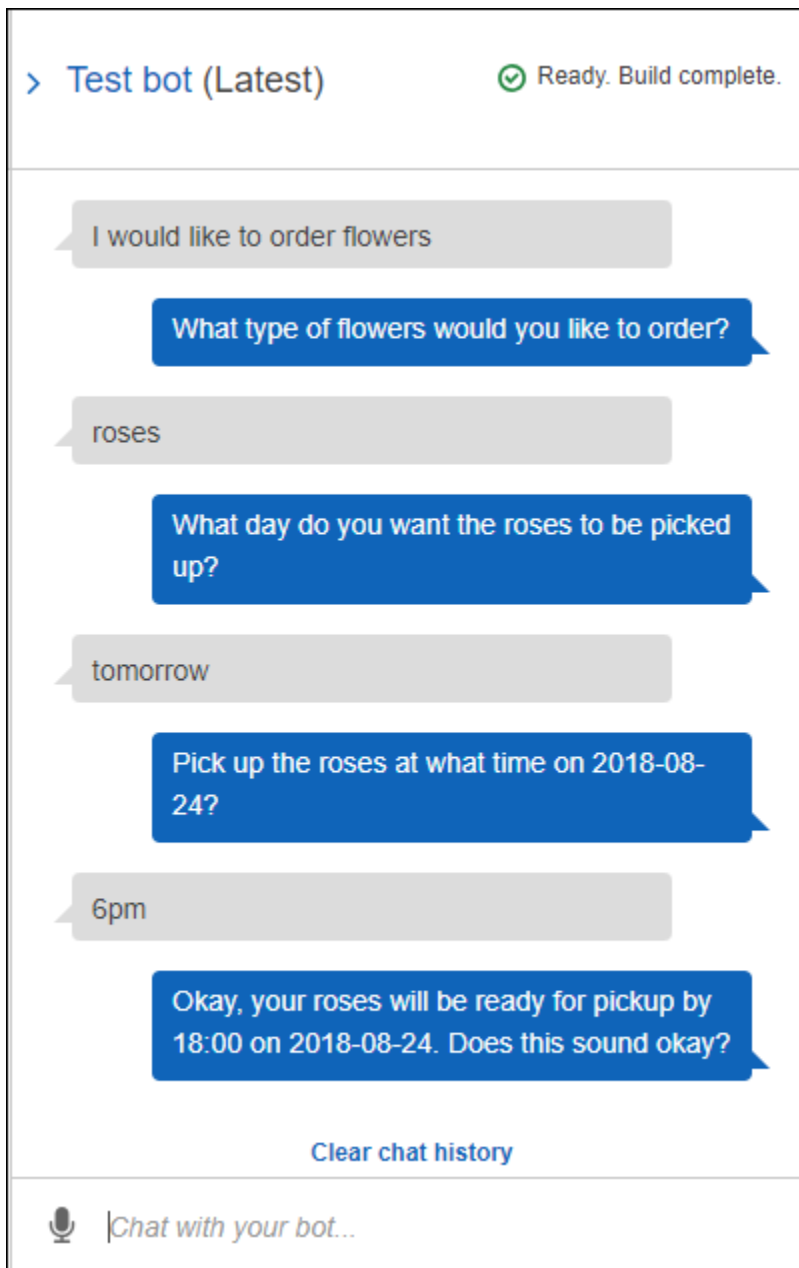 Test bot (Latest)
Ready. Build complete.
I would like to order flowers
What type of flowers would you like to order?
roses
What day do you want the roses to be picked
up?
tomorrow
Pick up the roses at what time on 2018-08-
24?
6pm
Okay, your roses will be ready for pickup by
18:00 on 2018-08-24. Does this sound okay?
Clear chat history
Chat with your bot...